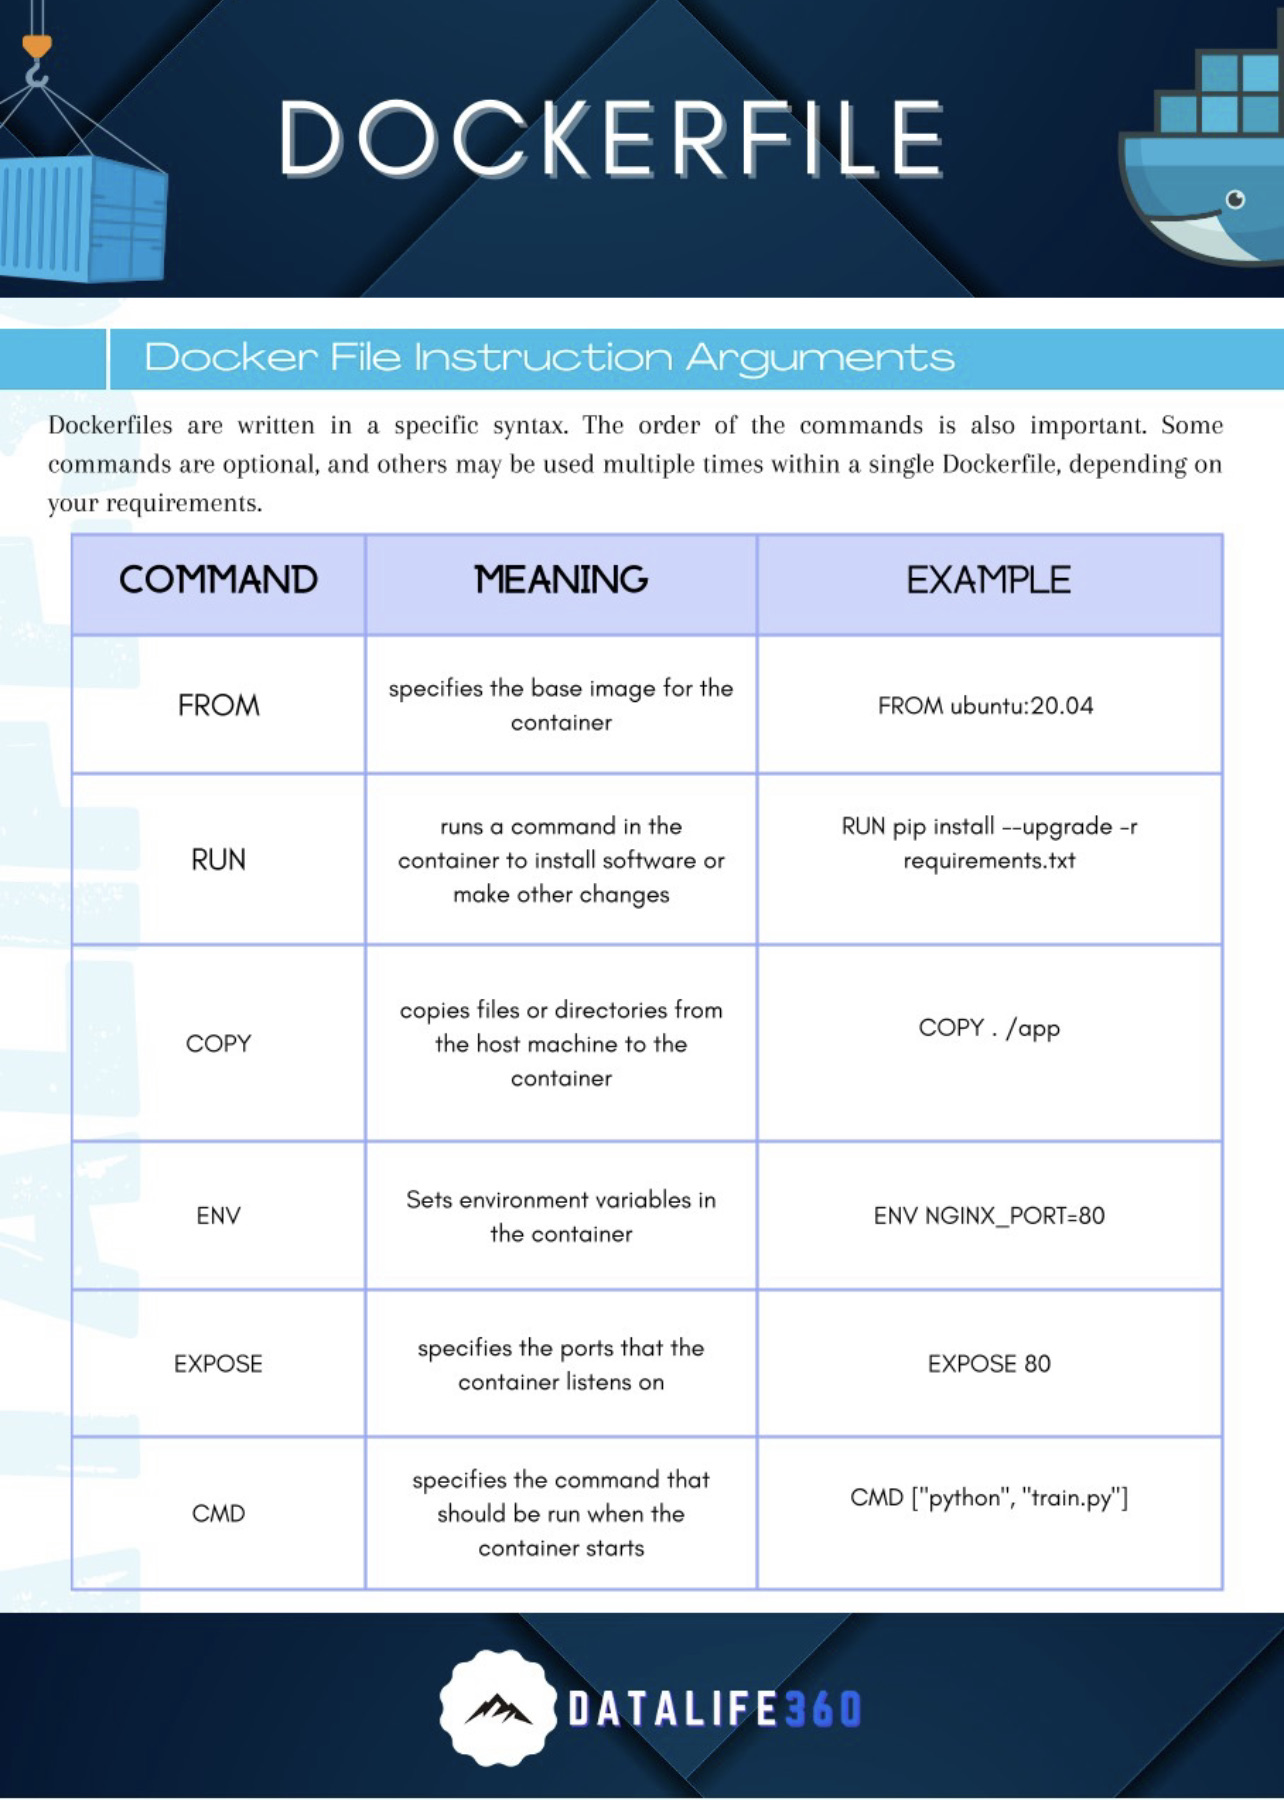 DOCKERFILE
Docker File Instruction Arguments
Dockerfiles are written in a specific syntax. The order of the commands is also important. Some
commands are optional, and others may be used multiple times within a single Dockerfile, depending on
your requirements.
COMMAND MEANING EXAMPLE
FROM
specifies the base image for the
container
FROM ubuntu:20.04
RUN
runs a command in the
container to install software or
make other changes
RUN pip install --upgrade -r
requirements.txt
COPY
copies files or directories from
the host machine to the
container
COPY . /app
ENV
Sets environment variables in
the container
ENV NGINX_PORT=80
EXPOSE
specifies the ports that the
container listens on
EXPOSE 80
CMD
specifies the command that
should be run when the
container starts
CMD ["python", "train.py"]
DATALIFE360